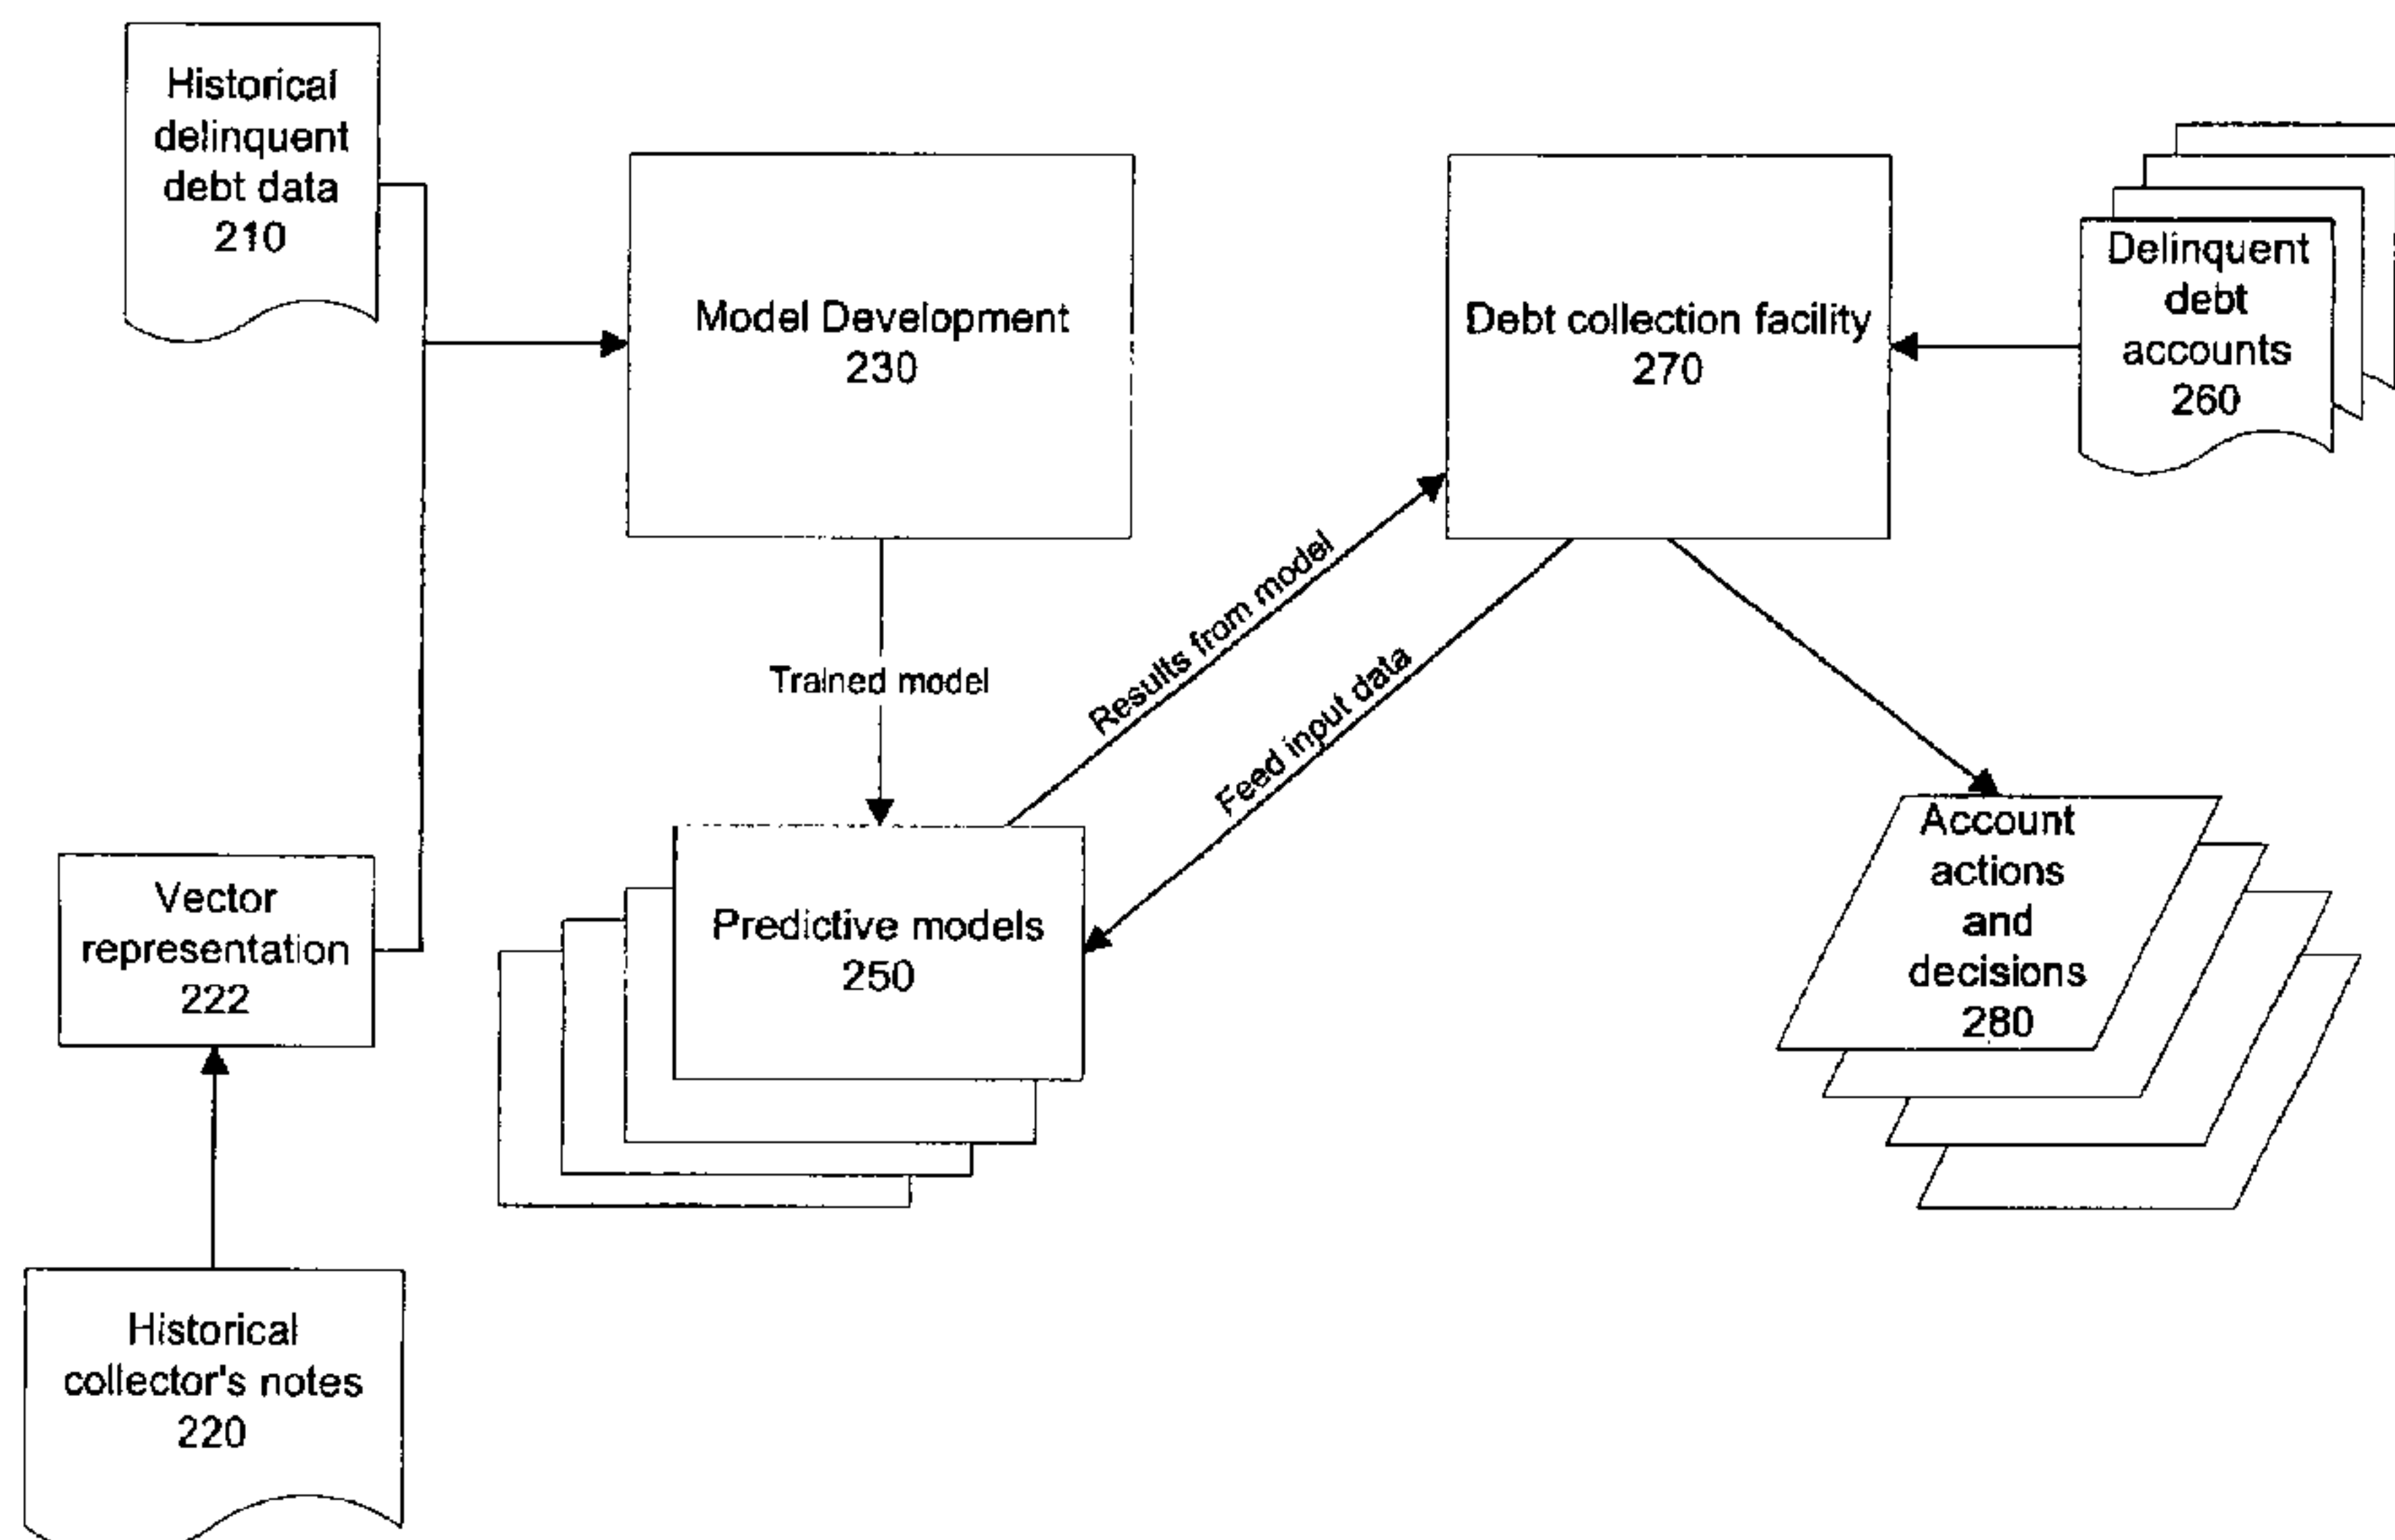 Historical
delinquent
debt data
210
Model Development
230
Debt collection facility
270
Delinquent
debt
accounts
260
Trained model
Results from model
Feed input data
Vector
representation
222
Predictive models
250
Account
actions
and
decisions
280
Historical
collector's notes
220